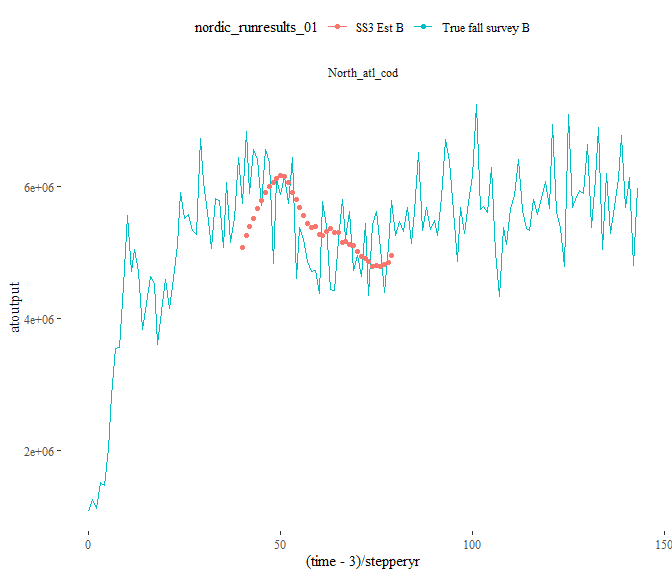 nordic_runresults_01 SS3 Est B True fall survey B
North_atl_cod
6e+06
4e+06
2e+06
atoutput
0 50 100 150
(time - 3)/stepperyr